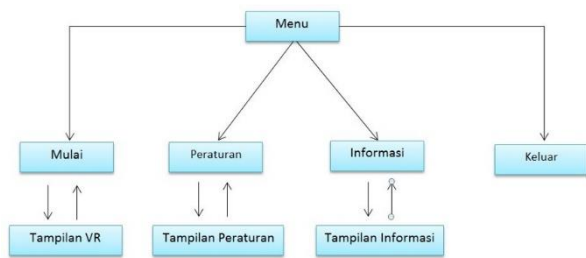 Menu
Mulai
Peraturan
Informasi
Keluar
Tampilan VR
Tampilan Peraturan
Tampilan Informasi